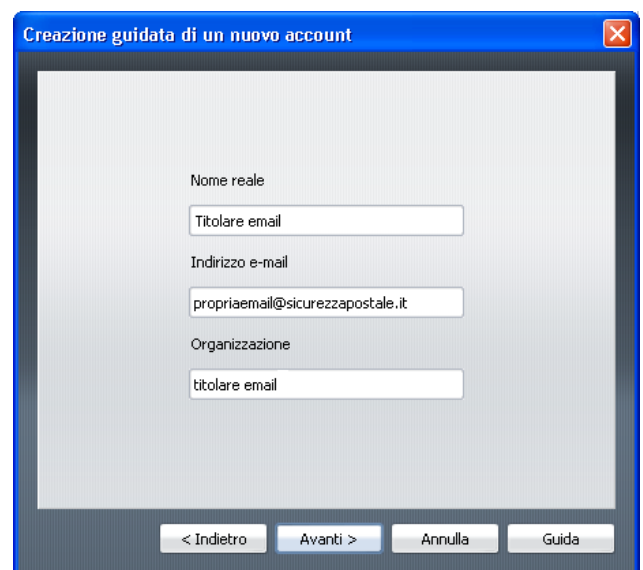 Creazione guidata di un nuovo account
Nome reale
Titolare email
Indirizzo e-mail
propriaemail@sicurezzapostale.it
Organizzazione
titolare email
< Indietro
Avanti >
Annulla
Guida